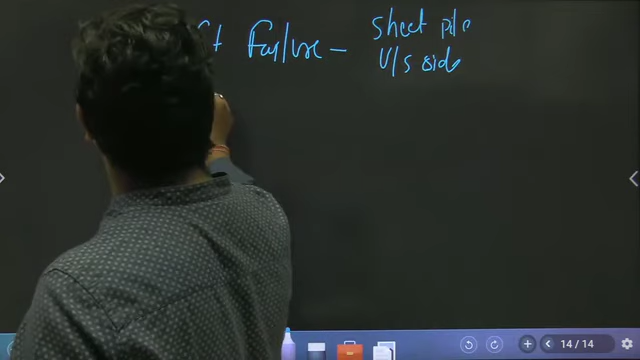 Failure – sheet pile
U/s side
14 / 14